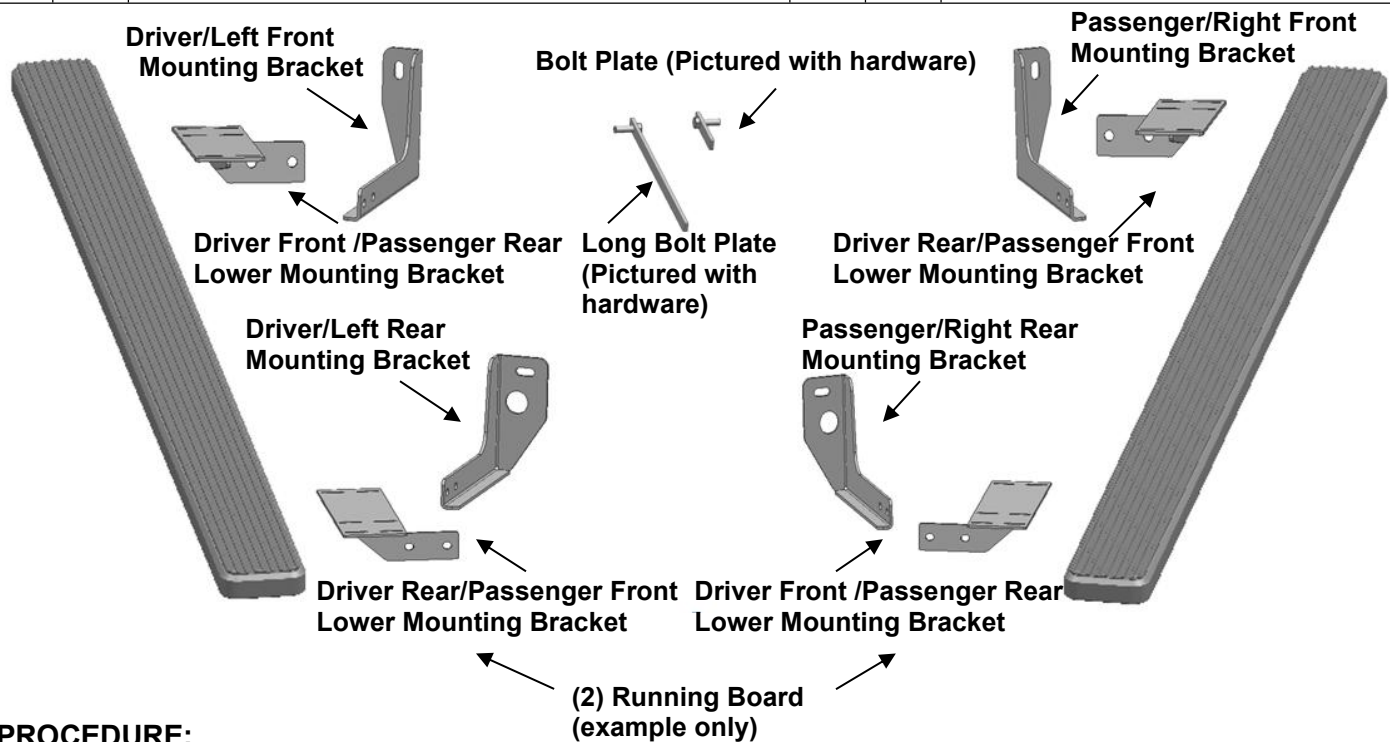 Driver/Left Front
Mounting Bracket
Bolt Plate (Pictured with hardware)
Passenger/Right Front
Mounting Bracket
Driver Front /Passenger Rear
Lower Mounting Bracket
Long Bolt Plate
(Pictured with
hardware)
Driver Rear/Passenger Front
Lower Mounting Bracket
Driver/Left Rear
Mounting Bracket
Passenger/Right Rear
Mounting Bracket
Driver Rear/Passenger Front
Lower Mounting Bracket
Driver Front /Passenger Rear
Lower Mounting Bracket
(2) Running Board
(example only)
PROCEDURE: